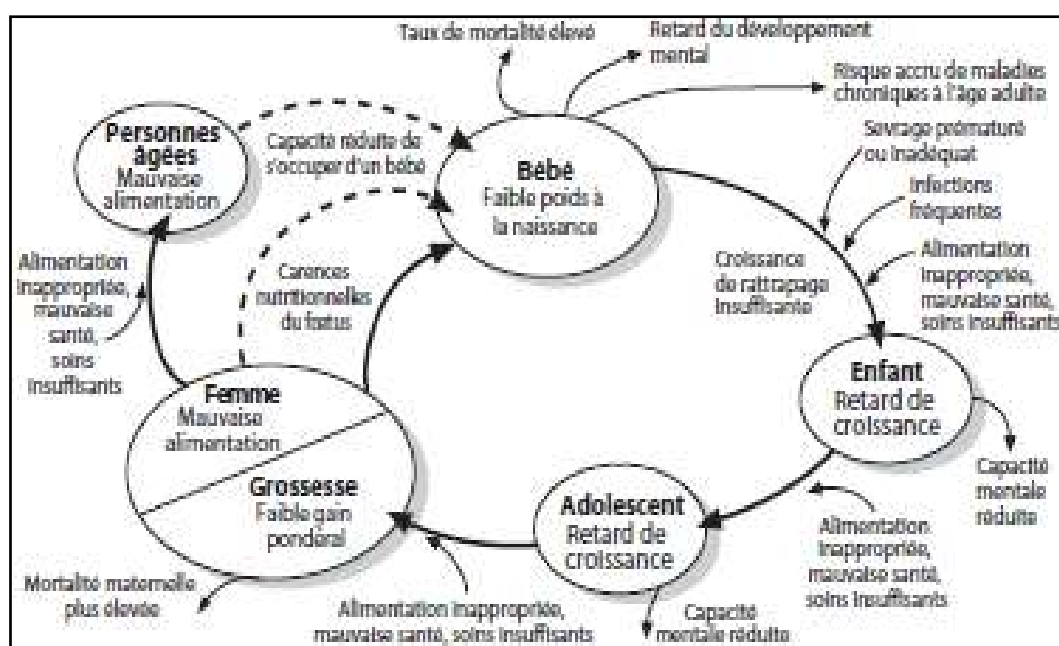 Taux de mortalité élevé
Retard du développement
mental
Risque accru de maladies
chroniques à l'âge adulte
Sevrage prématuré
ou inadéquat
Infections
fréquentes
Alimentation
inappropriée,
mauvaise santé,
soins insuffisants
Personnes
âgées
Mauvaise
alimentation
Capacité réduite de
s'occuper d'un bébé
Bébé
Faible poids à
la naissance
Croissance
de rattrapage
insuffisante
Alimentation
inappropriée,
mauvaise
santé,
soins
insuffisants
Carences
nutritionnelles
du fœtus
Enfant
Retard de
croissance
Capacité
mentale
réduite
Femme
Mauvaise
alimentation
Grossesse
Faible gain
pondéral
Adolescent
Retard de
croissance
Alimentation
inappropriée,
mauvaise santé,
soins insuffisants
Mortalité maternelle
plus élevée
Alimentation inappropriée,
mauvaise santé, soins insuffisants
Capacité
mentale réduite